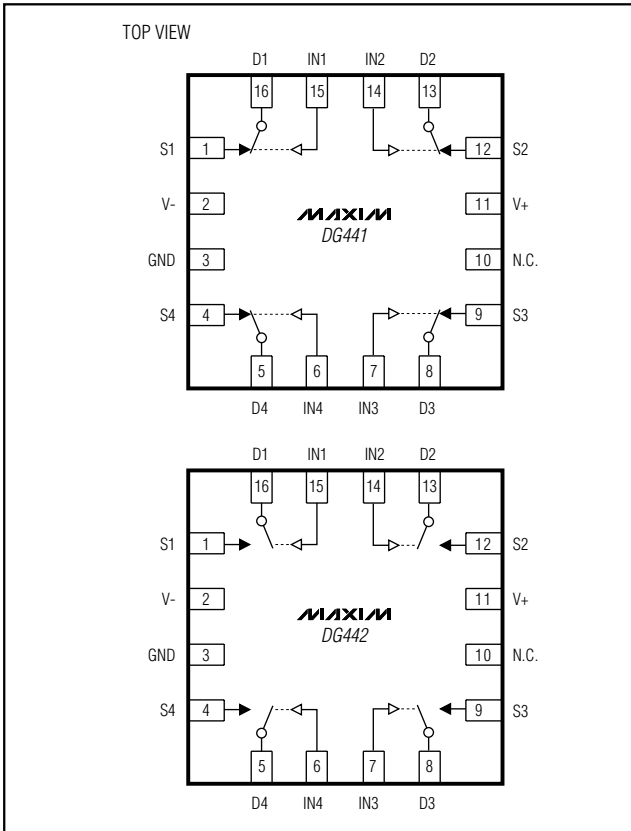 TOP VIEW
D1 IN1 IN2 D2
16 15 14 13
S1 1 12 S2
V- 2 11 V+
MAXIM
DG441
GND 3 10 N.C.
S4 4 9 S3
5 6 7 8
D4 IN4 IN3 D3
D1 IN1 IN2 D2
16 15 14 13
S1 1 12 S2
V- 2 11 V+
MAXIM
DG442
GND 3 10 N.C.
S4 4 9 S3
5 6 7 8
D4 IN4 IN3 D3